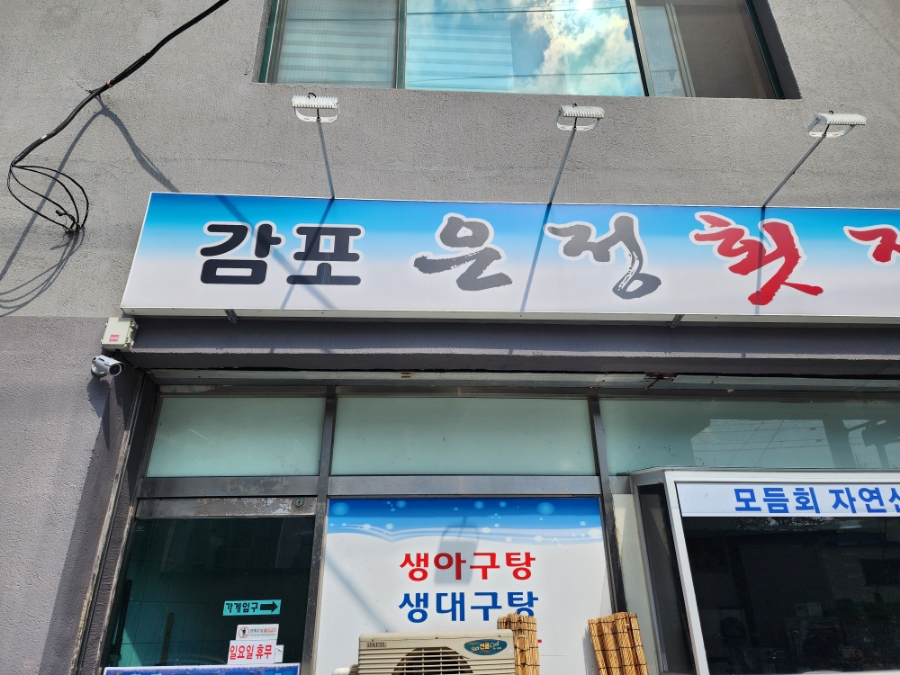 감포 은정횟
모듬회 자연
생아구탕
생대구탕
가게입구
일요일 휴무